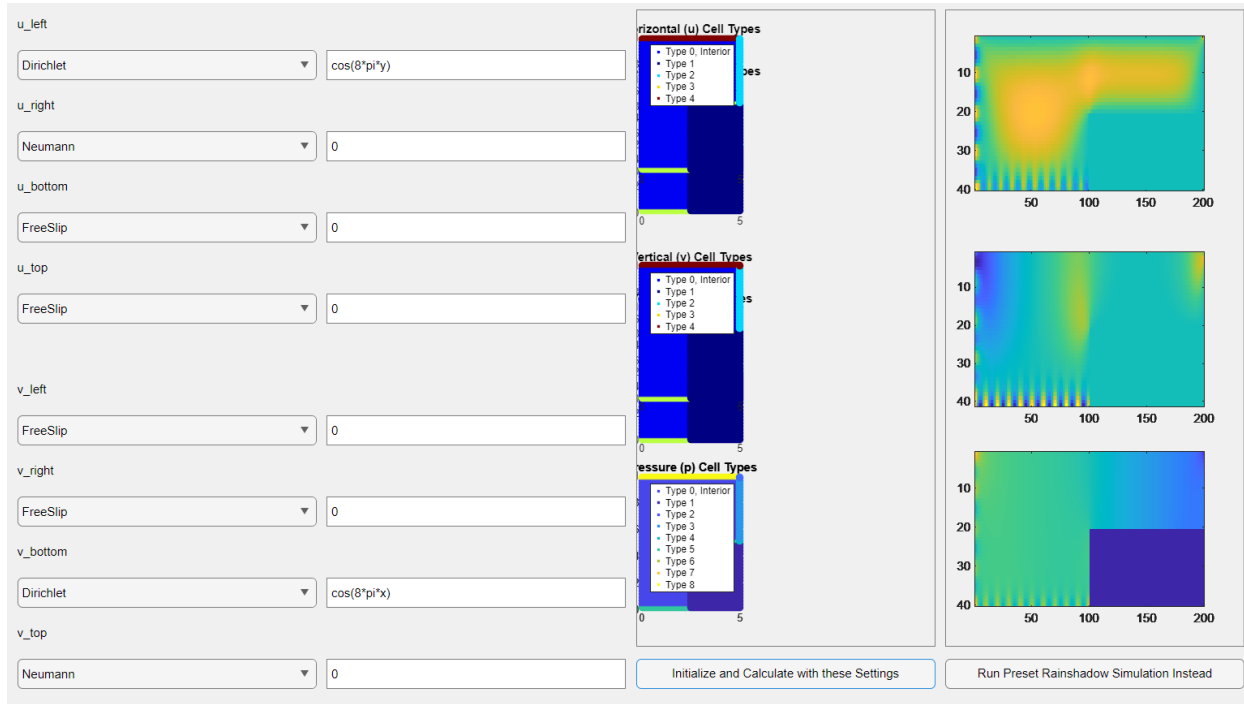 u_left
Dirichlet
cos(8*pi*y)
u_right
Neumann
0
u_bottom
FreeSlip
0
u_top
FreeSlip
0
v_left
FreeSlip
0
v_right
FreeSlip
0
v_bottom
Dirichlet
cos(8*pi*x)
v_top
Neumann
0
rizontal (u) Cell Types
pes
Type 0, Interior
Type 1
Type 2
Type 3
Type 4
0 5
ertical (v) Cell Types
es
Type 0, Interior
Type 1
Type 2
Type 3
Type 4
0 5
ressure (p) Cell Types
Type 0, Interior
Type 1
Type 2
Type 3
Type 4
Type 5
Type 6
Type 7
Type 8
0 5
Initialize and Calculate with these Settings
10
20
30
40
50 100 150 200
10
20
30
40
50 100 150 200
10
20
30
40
50 100 150 200
Run Preset Rainshadow Simulation Instead